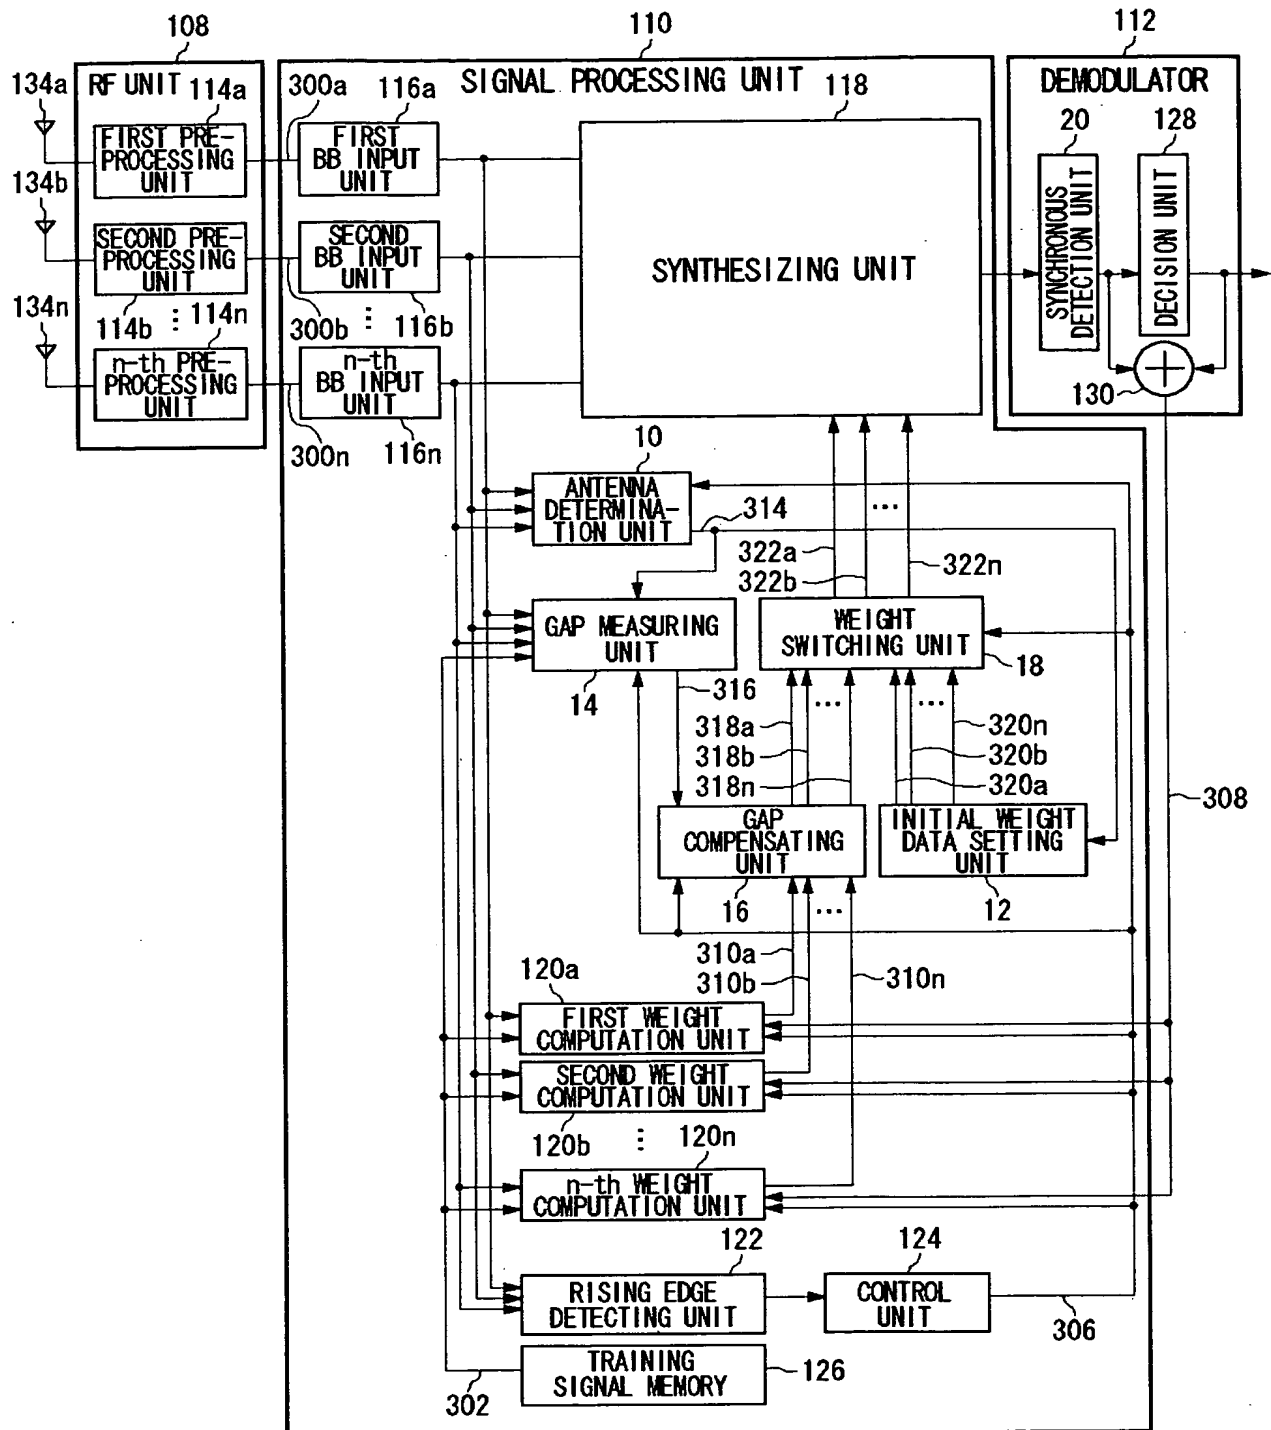 108
110
112
RF UNIT
SIGNAL PROCESSING UNIT
DEMODULATOR
134a
114a
300a
116a
118
20
128
FIRST PRE-
PROCESSING
UNIT
FIRST
BB INPUT
UNIT
134b
SECOND PRE-
PROCESSING
UNIT
SECOND
BB INPUT
UNIT
SYNTHESIZING UNIT
SYNCHRONOUS
DETECTION UNIT
DECISION UNIT
134n
114b
⋮
114n
300b
⋮
116b
n-th PRE-
PROCESSING
UNIT
n-th
BB INPUT
UNIT
130
300n
116n
10
ANTENNA
DETERMINA-
TION UNIT
314
...
322a
322b
322n
GAP MEASURING
UNIT
WEIGHT
SWITCHING UNIT
14
316
18
...
...
318a
318b
318n
320n
320b
320a
308
GAP
COMPENSATING
UNIT
INITIAL WEIGHT
DATA SETTING
UNIT
16
...
12
310a
310b
310n
120a
FIRST WEIGHT
COMPUTATION UNIT
SECOND WEIGHT
COMPUTATION UNIT
120b
⋮
120n
n-th WEIGHT
COMPUTATION UNIT
122
124
RISING EDGE
DETECTING UNIT
CONTROL
UNIT
306
TRAINING
SIGNAL MEMORY
126
302